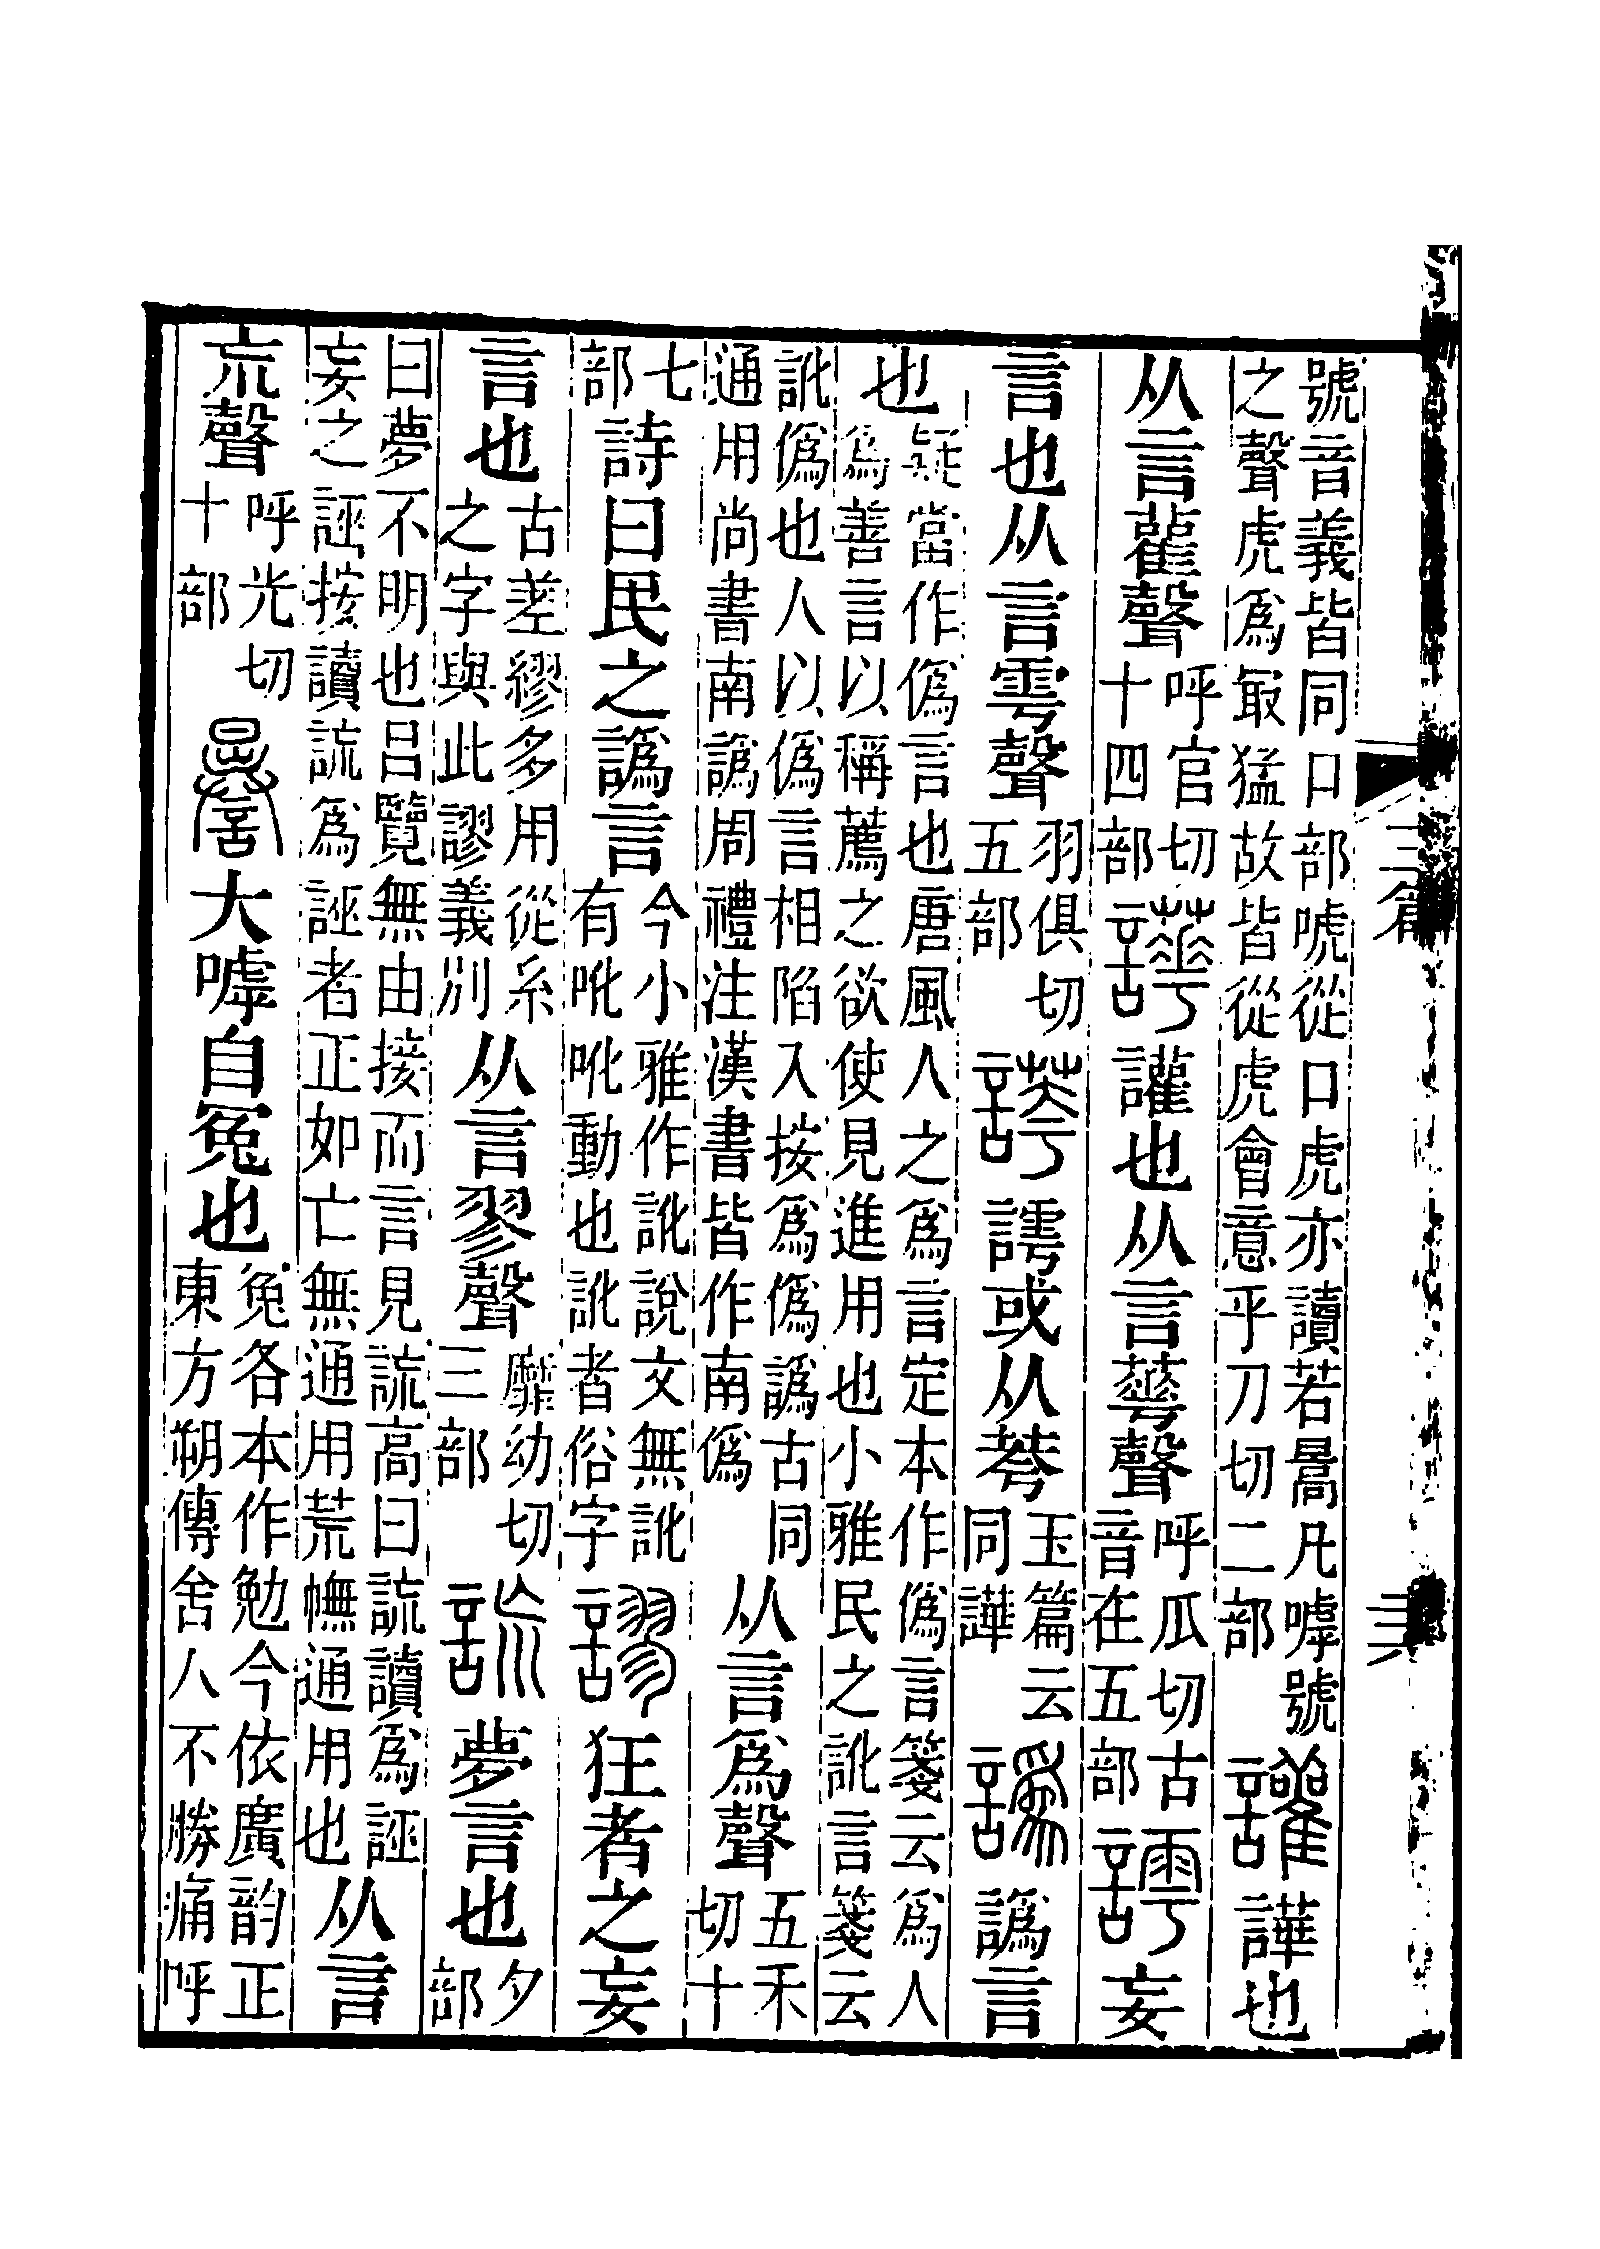 三篇
三
號音義皆同口部唬從口虎亦讀若暠凡嘑號之聲虎爲冣猛故皆從虎會意乎刀切二部讙譁也
从言雚聲呼官切十四部譁讙也从言蕐聲呼瓜切古音在五部謣妄
言也从言雩聲羽俱切五部謣或从荂玉篇云同譁譌譌言
也疑當作僞言也唐風人之爲言定本作僞言箋云爲人爲善言以稱薦之欲使見進用也小雅民之訛言箋云
訛僞也人以僞言相陷入按爲僞譌古同通用尚書南譌周禮注漢書皆作南僞从言爲聲五禾切十
七部詩曰民之譌言今小雅作訛說文無訛有吪吪動也訛者俗字謬狂者之妄
言也古差繆多用從糸之字與此謬義別从言翏聲靡幼切三部詤夢言也夕部
曰夢不明也呂覽無由接而言見詤高曰詤讀爲誣妄之誣按讀詤爲誣者正如亡無通用荒幠通用也从言
巟聲呼光切十部謈大嘑自冤也冤各本作勉今依廣韵正東方朔傳舍人不勝痛呼